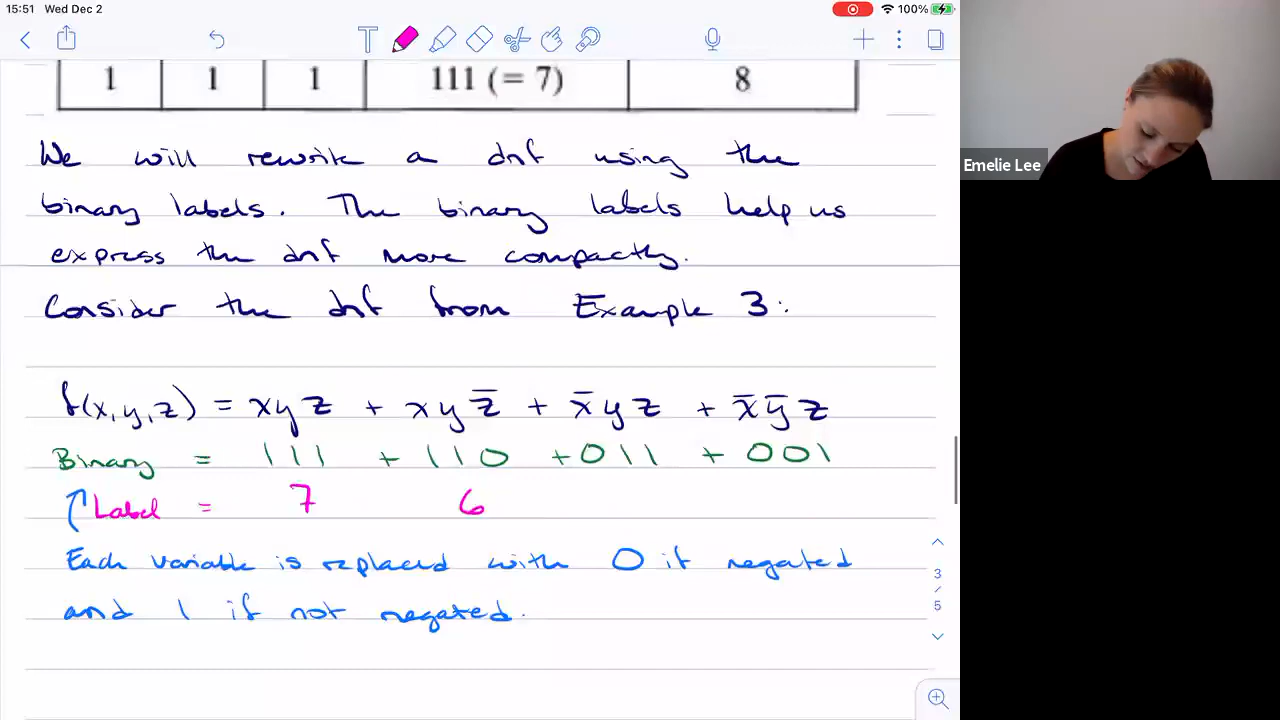 15:51 Wed Dec 2 100%
T
1 1 1 111 (= 7) 8
We will rewrite a dnf using the
binary labels. The binary labels help us
express the dnf more compactly.
Consider the dnf from Example 3:
f(x,y,z) = xyz + xyz̅ + x̅yz + x̅y̅z
Binary = 111 + 110 + 011 + 001
Label = 7 6
Each variable is replaced with 0 if negated
and 1 if not negated.
3
/
5
Emelie Lee